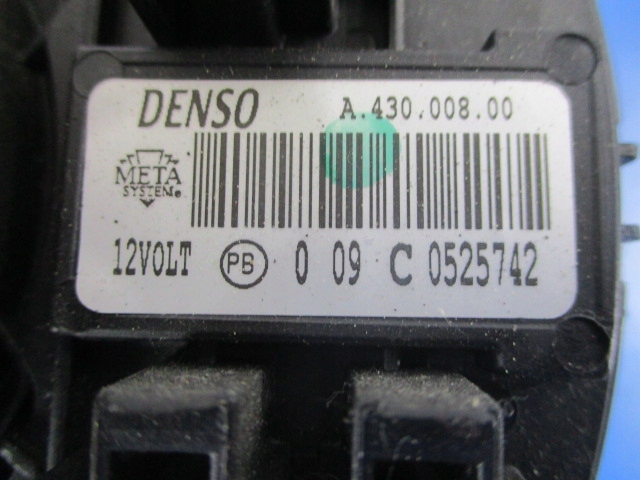 DENSO A.430.008.00
META
SYSTEM
12VOLT PB 0 09 C 0525742